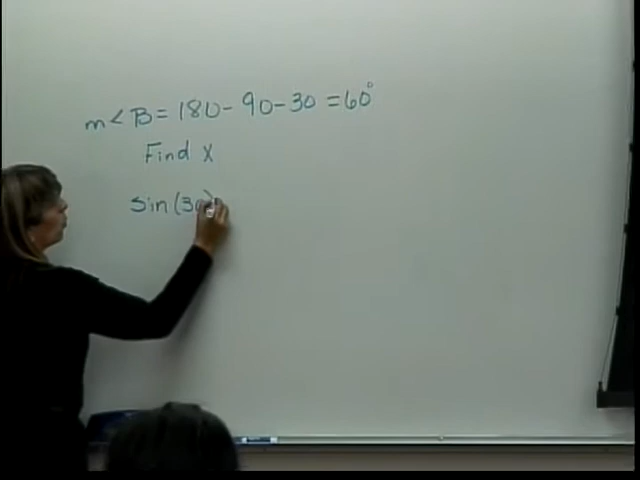 m < B = 180 - 90 - 30 = 60°
Find x
sin (30)